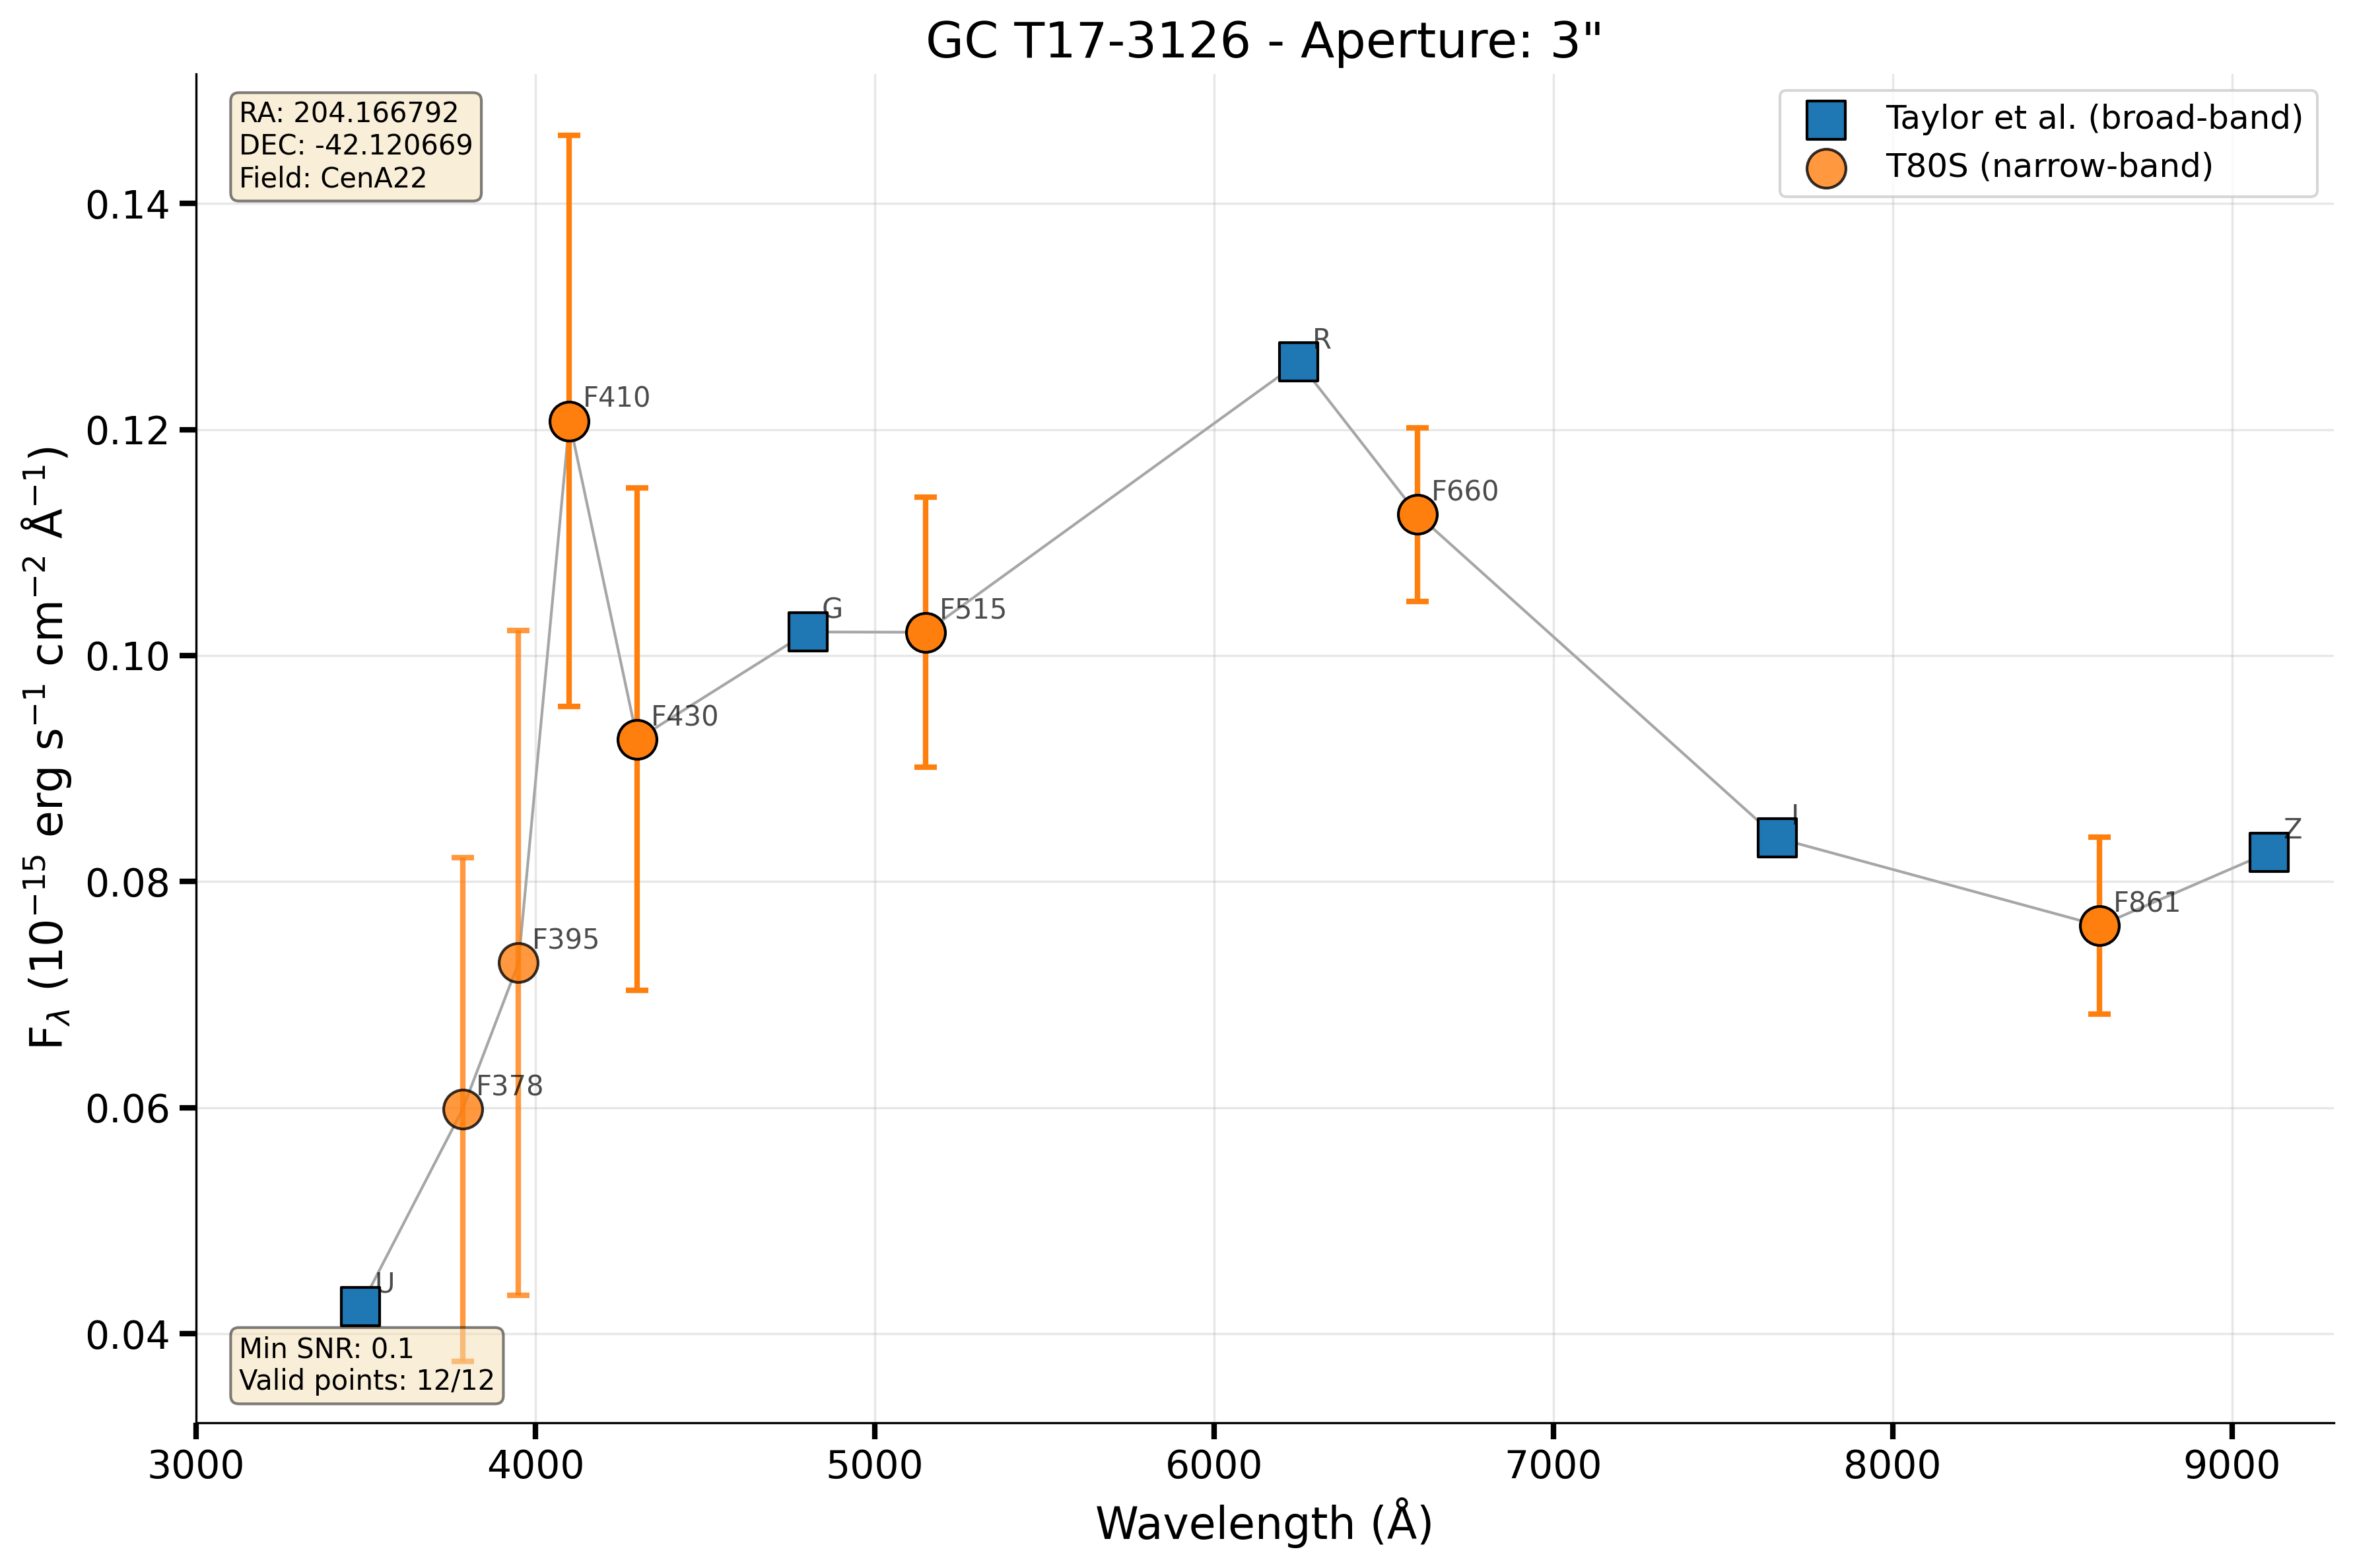 GC T17-3126 - Aperture: 3"
RA: 204.166792
DEC: -42.120669
Field: CenA22
Taylor et al. (broad-band)
T80S (narrow-band)
0.14
0.12
0.10
0.08
0.06
0.04
F_λ (10⁻¹⁵ erg s⁻¹ cm⁻² Å⁻¹)
R
F410
F660
G
F515
F430
I
Z
F861
F395
F378
U
Min SNR: 0.1
Valid points: 12/12
3000 4000 5000 6000 7000 8000 9000
Wavelength (Å)